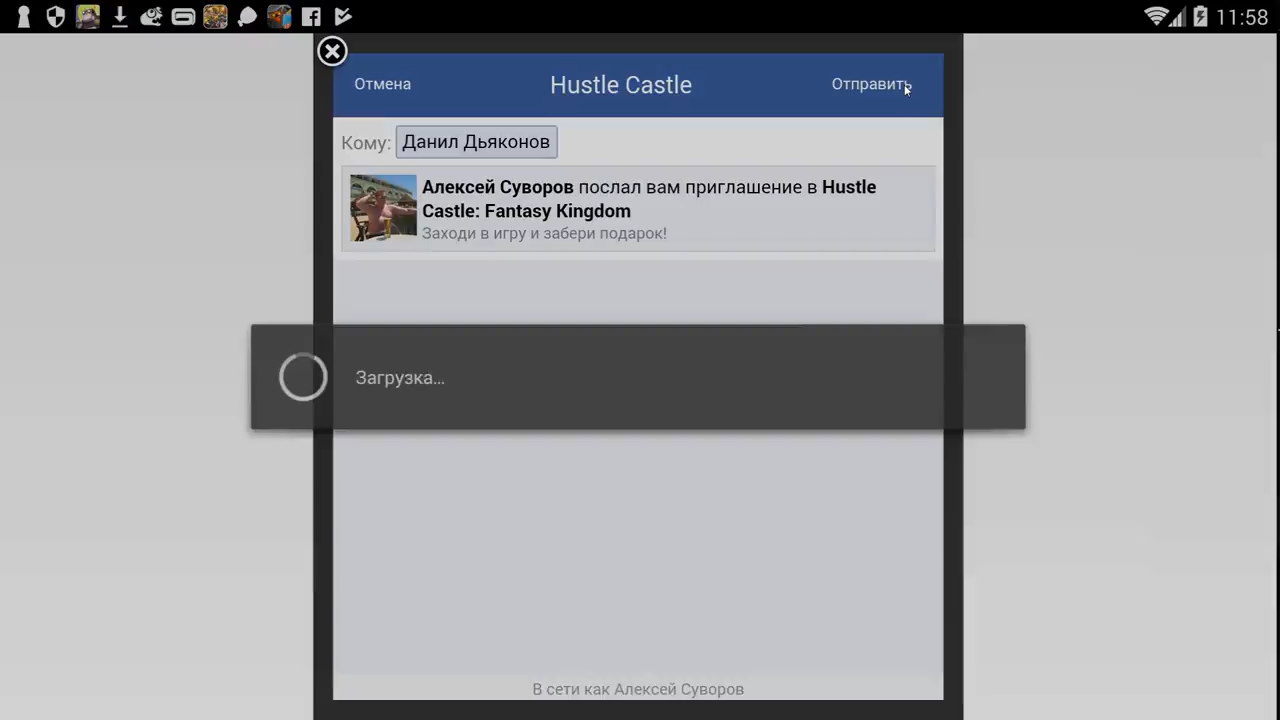 11:58
Отмена
Hustle Castle
Отправить
Кому: Данил Дьяконов
Алексей Суворов послал вам приглашение в Hustle
Castle: Fantasy Kingdom
Заходи в игру и забери подарок!
Загрузка...
В сети как Алексей Суворов